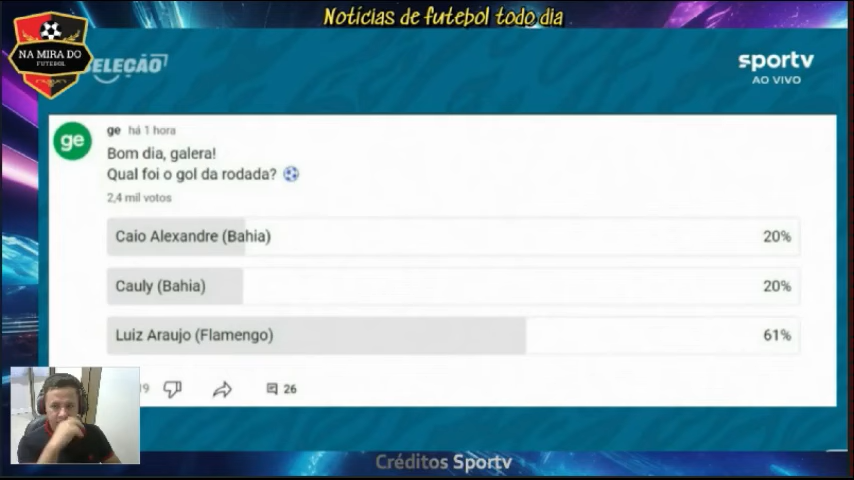 Notícias de futebol todo dia
NA MIRA DO
FUTEBOL
SELEÇÃO
sportv
AO VIVO
ge
ge há 1 hora
Bom dia, galera!
Qual foi o gol da rodada?
2,4 mil votos
Caio Alexandre (Bahia) 20%
Cauly (Bahia) 20%
Luiz Araujo (Flamengo) 61%
26
Créditos Sportv